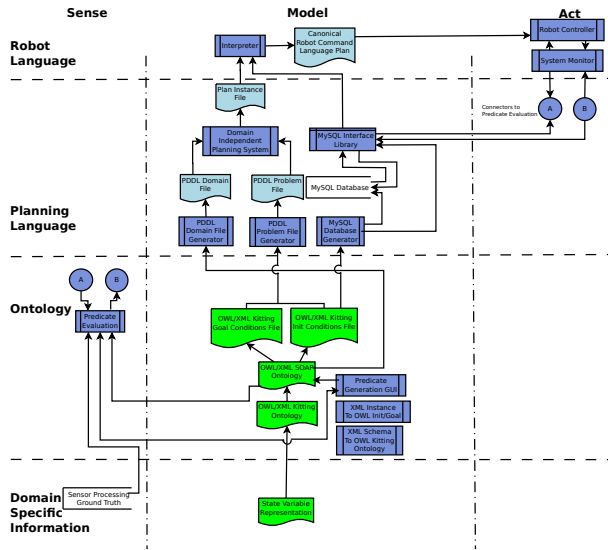 Sense
Model
Act
Robot
Language
Interpreter
Canonical
Robot Command
Language Plan
Robot Controller
System Monitor
Plan Instance
File
Connectors to
Predicate Evaluation
A
B
Domain
Independent
Planning System
MySQL Interface
Library
PDDL Domain
File
PDDL Problem
File
MySQL Database
Planning
Language
PDDL
Domain File
Generator
PDDL
Problem File
Generator
MySQL
Database
Generator
A
B
Ontology
Predicate
Evaluation
OWL/XML Kitting
Goal Conditions File
OWL/XML Kitting
Init Conditions File
OWL/XML SOAP
Ontology
Predicate
Generation GUI
OWL/XML Kitting
Ontology
XML Instance
To OWL Init/Goal
XML Schema
To OWL Kitting
Ontology
Domain
Specific
Information
Sensor Processing
Ground Truth
State Variable
Representation